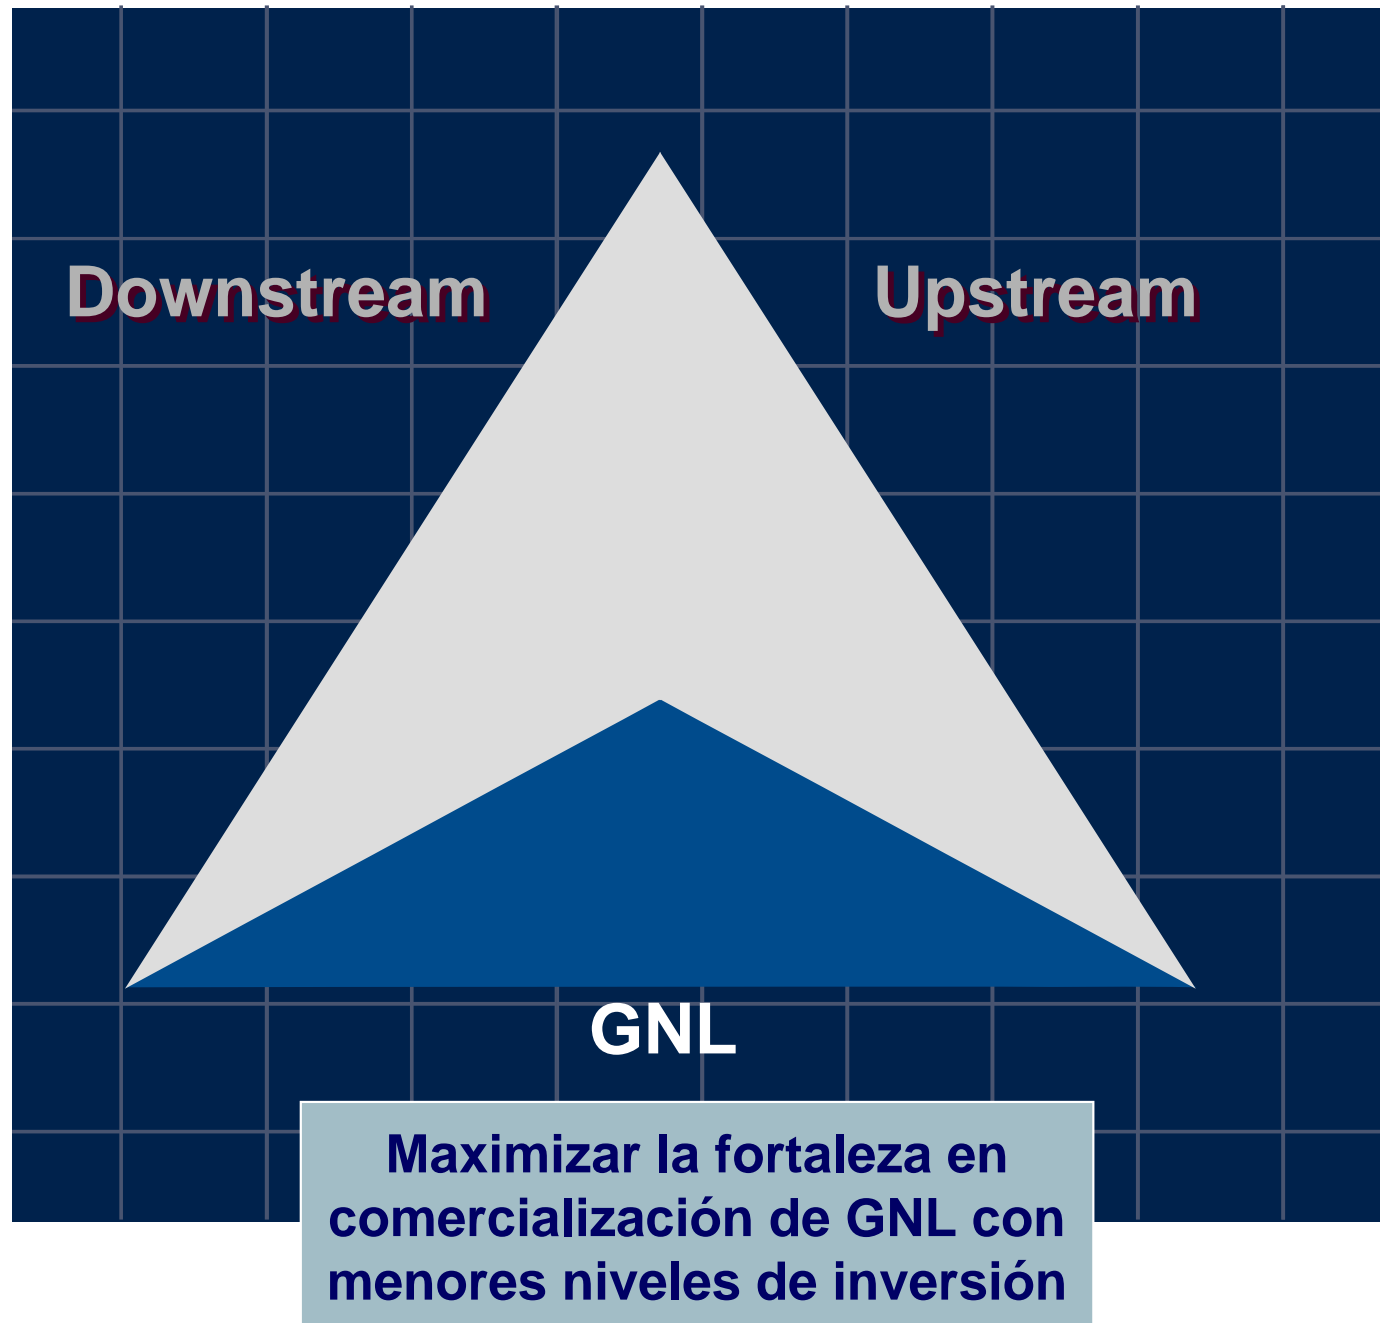 Downstream
Upstream
GNL
Maximizar la fortaleza en
comercialización de GNL con
menores niveles de inversión